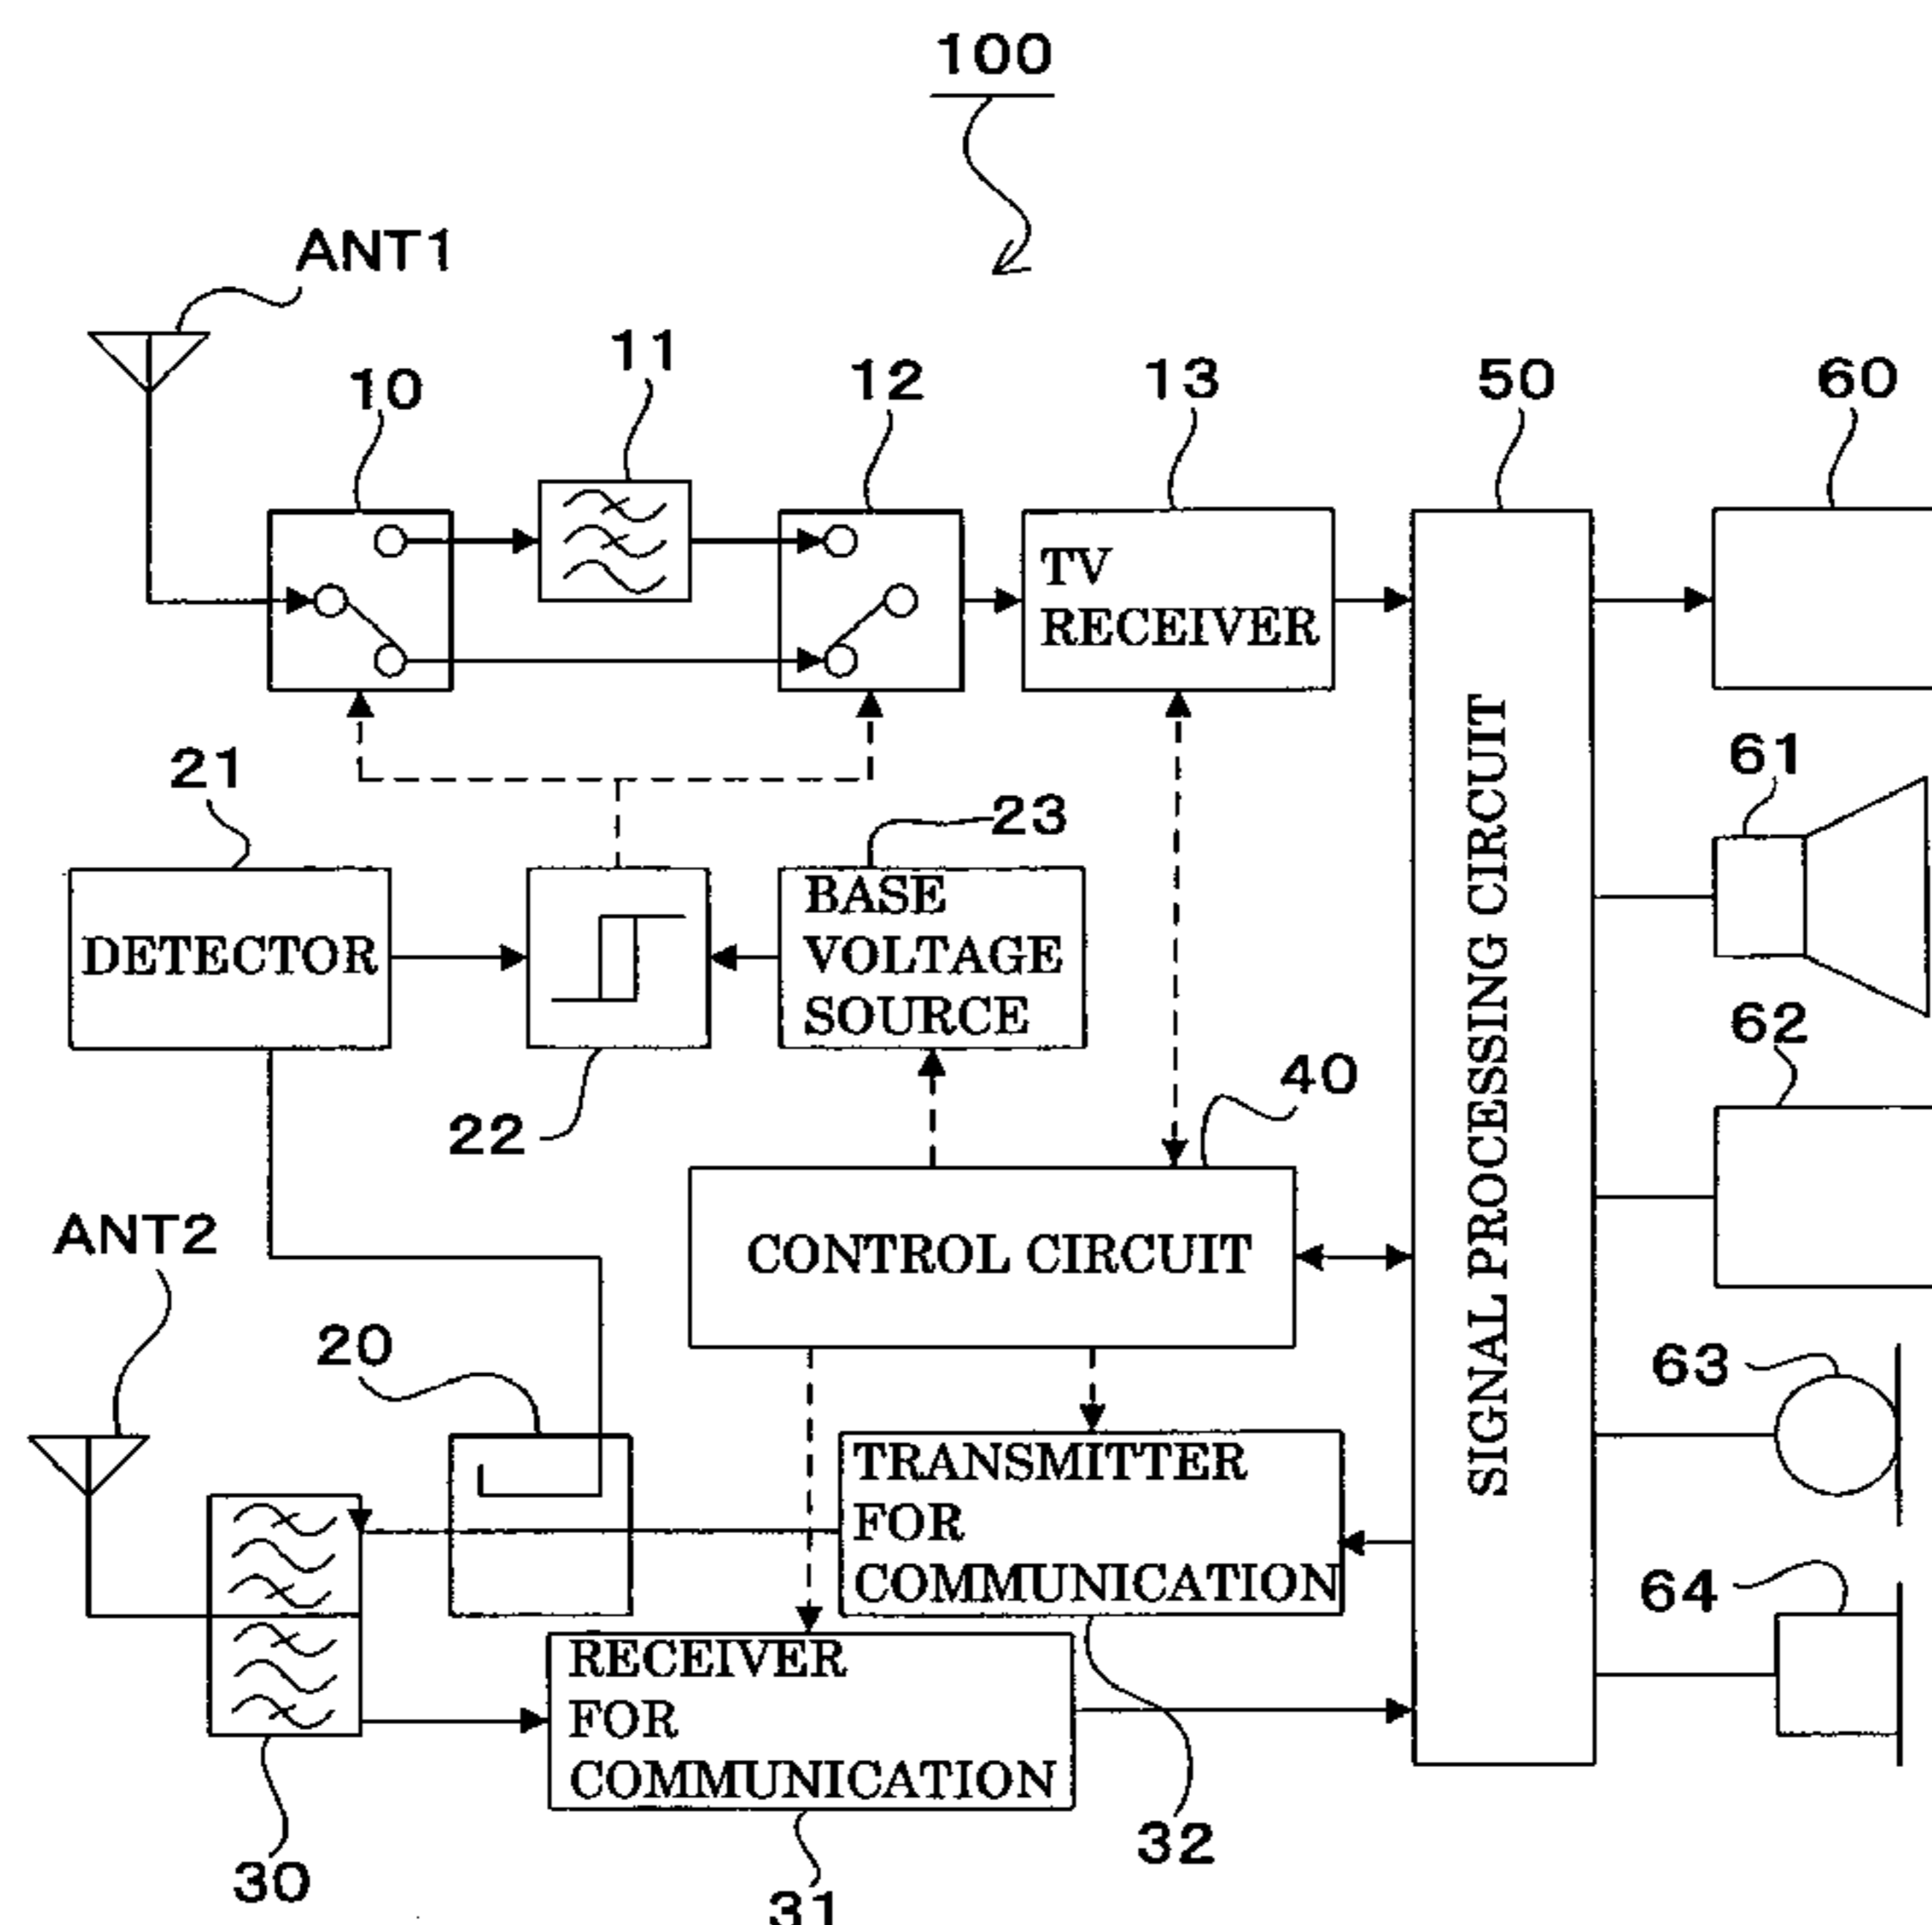 100
ANT1
10
11
12
13
50
60
TV
RECEIVER
21
23
61
DETECTOR
BASE
VOLTAGE
SOURCE
SIGNAL PROCESSING CIRCUIT
22
40
62
ANT2
CONTROL CIRCUIT
20
63
TRANSMITTER
FOR
COMMUNICATION
64
RECEIVER
FOR
COMMUNICATION
30
31
32